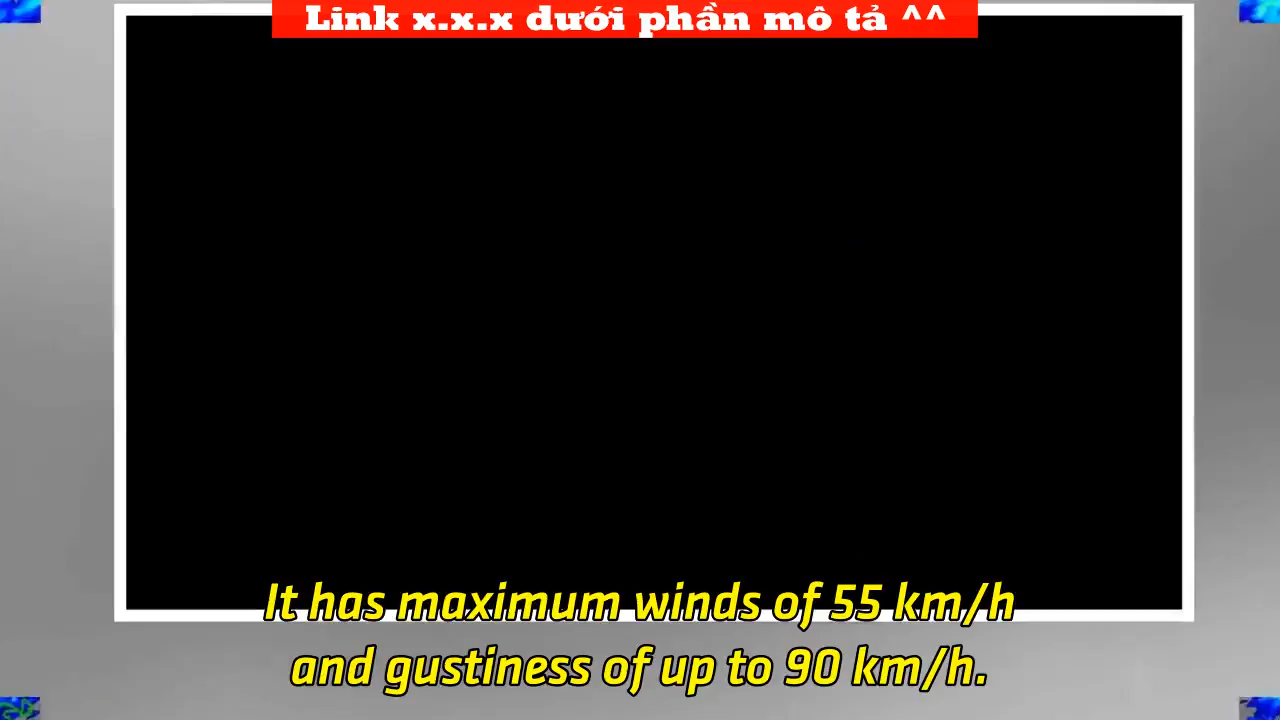 Link x.x.x dưới phần mô tả ^^
It has maximum winds of 55 km/h
and gustiness of up to 90 km/h.